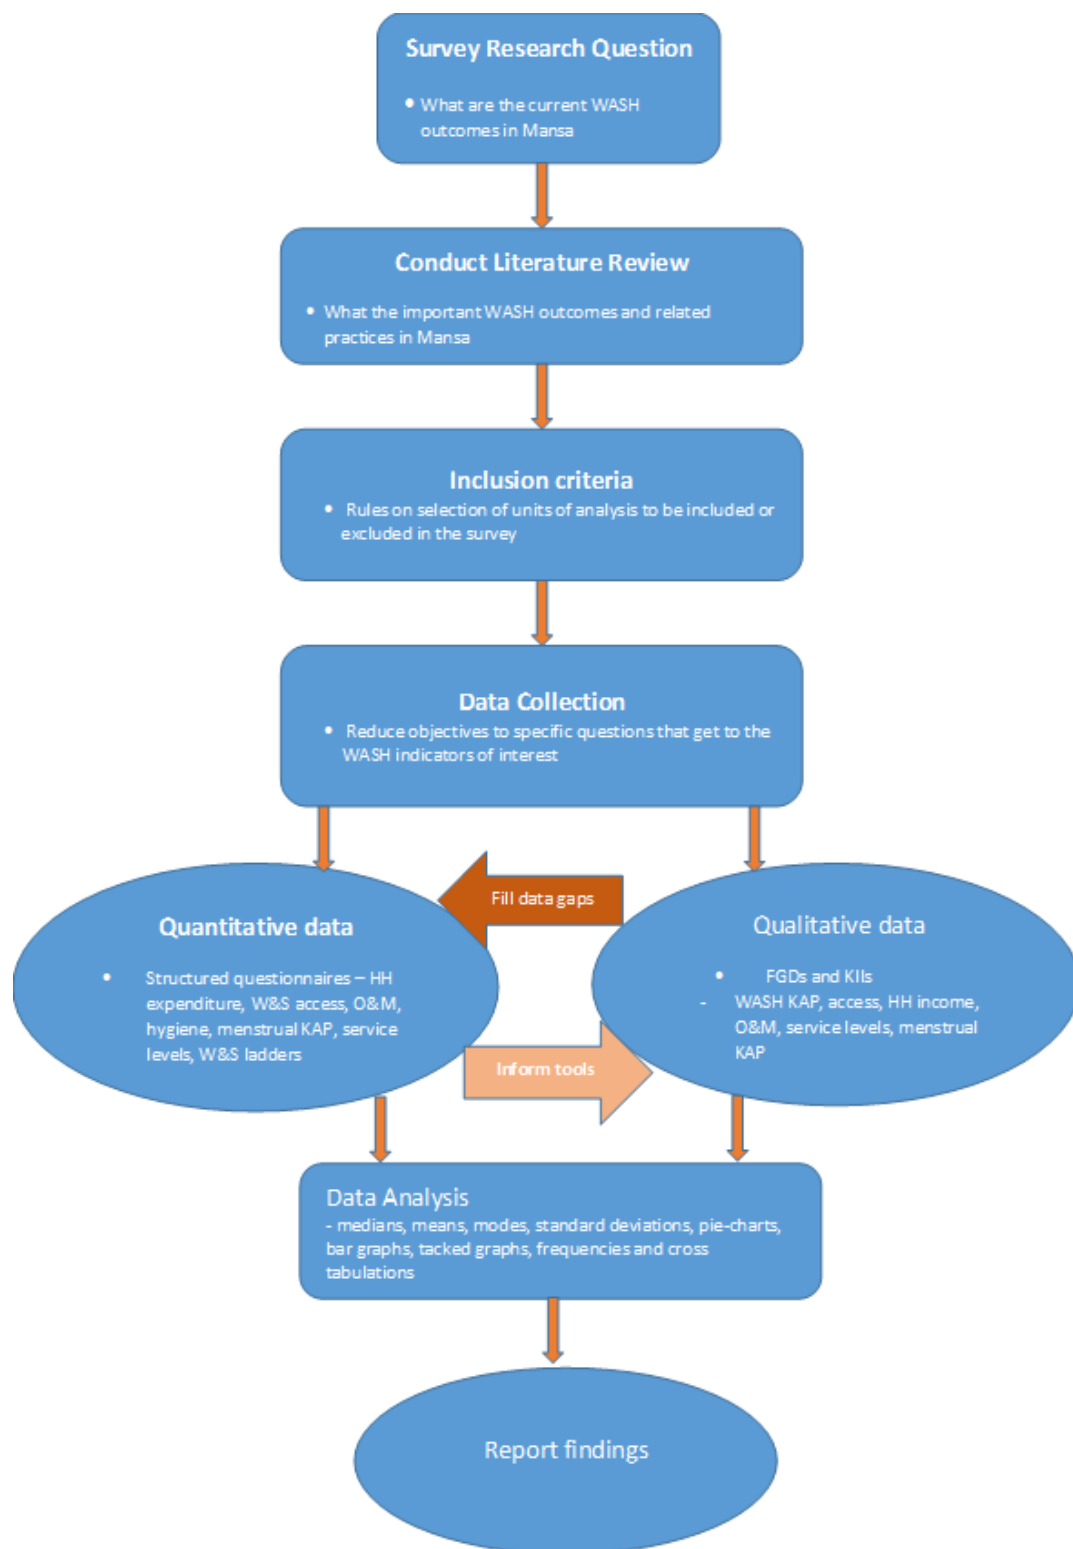 Survey Research Question
• What are the current WASH
outcomes in Mansa
Conduct Literature Review
• What the important WASH outcomes and related
practices in Mansa
Inclusion criteria
• Rules on selection of units of analysis to be included or
excluded in the survey
Data Collection
• Reduce objectives to specific questions that get to the
WASH indicators of interest
Fill data gaps
Quantitative data
• Structured questionnaires – HH
expenditure, W&S access, O&M,
hygiene, menstrual KAP, service
levels, W&S ladders
Qualitative data
• FGDs and KIIs
- WASH KAP, access, HH income,
O&M, service levels, menstrual
KAP
Inform tools
Data Analysis
- medians, means, modes, standard deviations, pie-charts,
bar graphs, tacked graphs, frequencies and cross
tabulations
Report findings